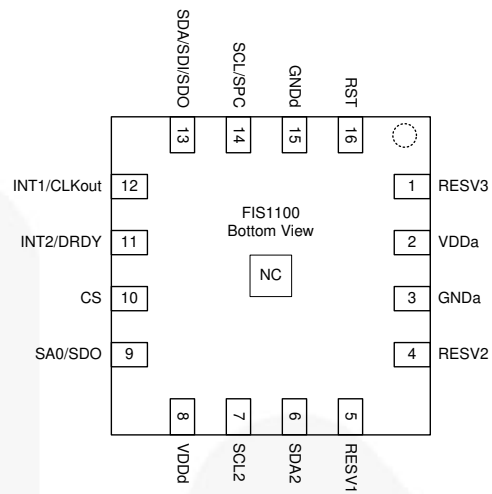 SDA/SDI/SDO
SCL/SPC
GNDd
RST
13
14
15
16
INT1/CLKout
12
1
RESV3
FIS1100
Bottom View
INT2/DRDY
11
2
VDDa
NC
CS
10
3
GNDa
SA0/SDO
9
4
RESV2
8
7
6
5
VDDd
SCL2
SDA2
RESV1